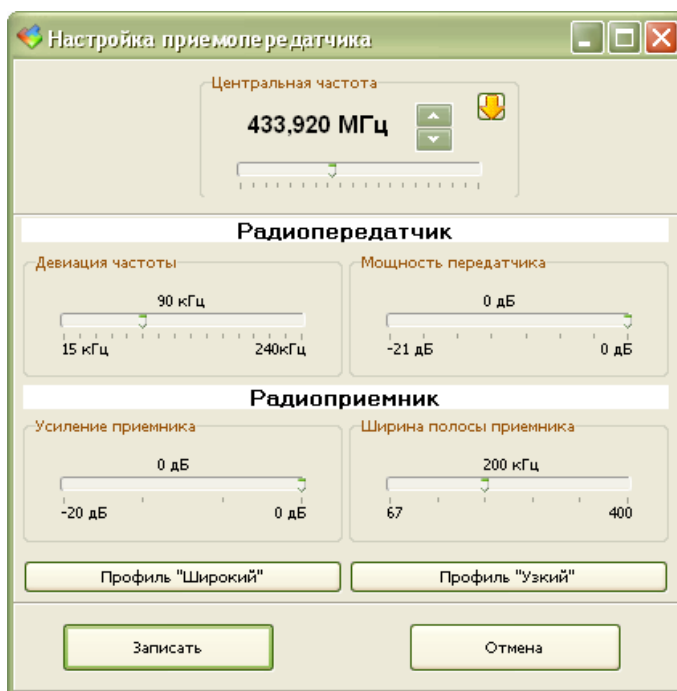 Настройка приемопередатчика
Центральная частота
433,920 МГц
Радиопередатчик
Девиация частоты
90 кГц
15 кГц 240кГц
Мощность передатчика
0 дБ
-21 дБ 0 дБ
Радиоприемник
Усиление приемника
0 дБ
-20 дБ 0 дБ
Ширина полосы приемника
200 кГц
67 400
Профиль "Широкий" Профиль "Узкий"
Записать Отмена